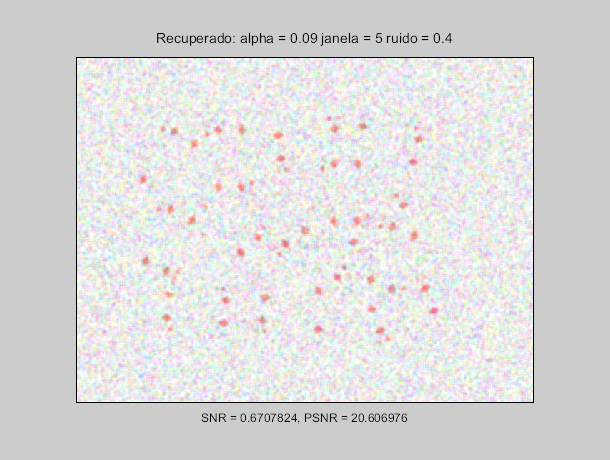 Recuperado: alpha = 0.09 janela = 5 ruido = 0.4
SNR = 0.6707824, PSNR = 20.606976